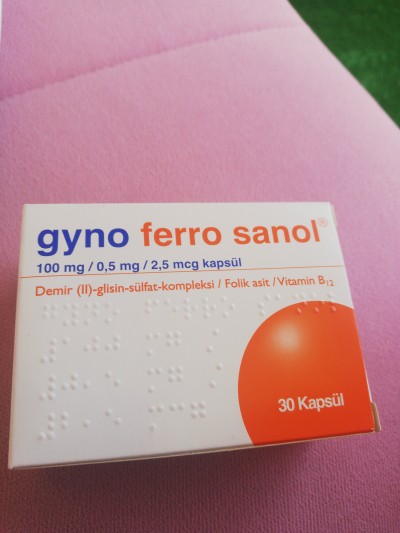 gyno ferro sanol®
100 mg / 0,5 mg / 2,5 mcg kapsül
Demir (II)-glisin-sülfat-kompleksi / Folik asit / Vitamin B12
30 Kapsül